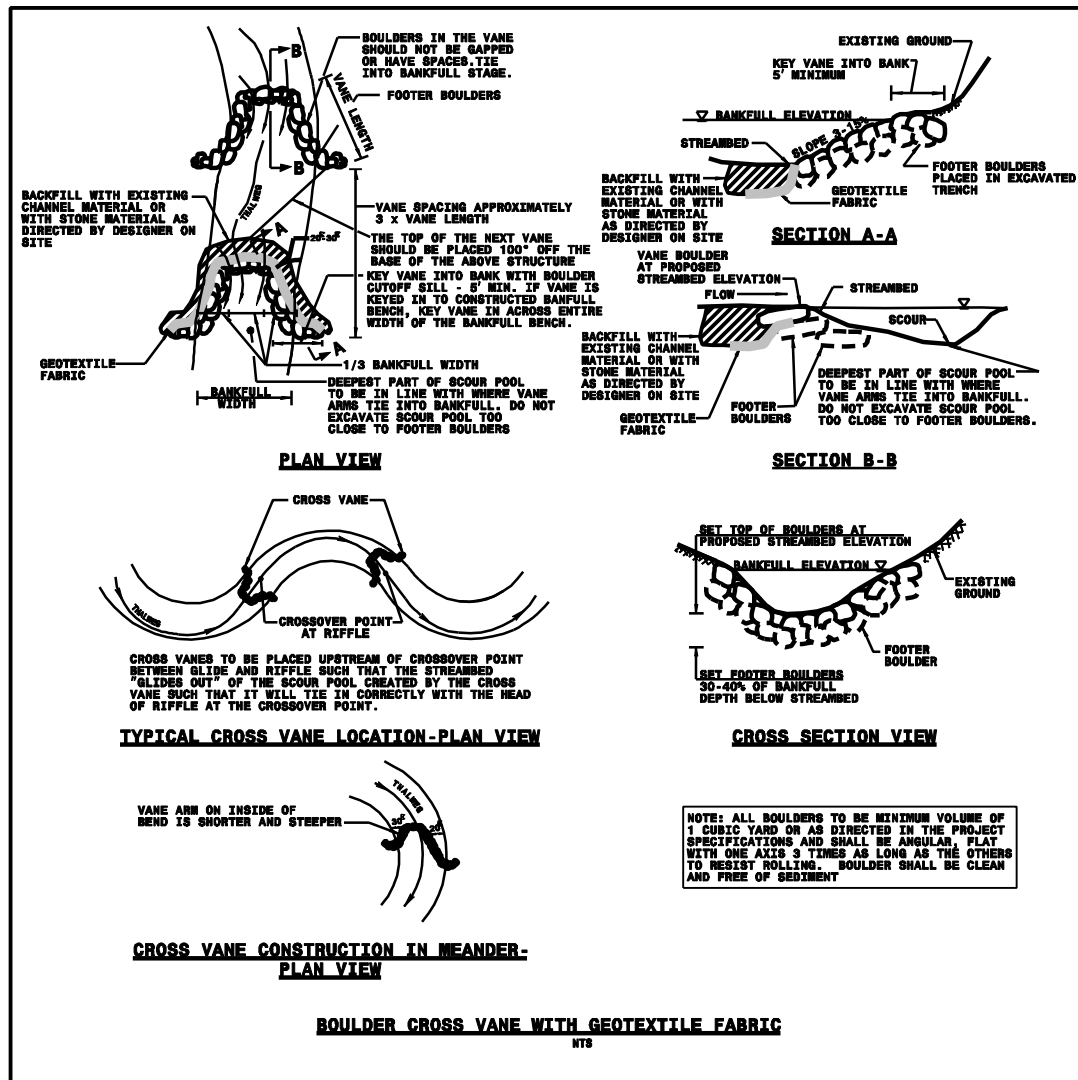 B
BOULDERS IN THE VANE
SHOULD NOT BE GAPPED
OR HAVE SPACES.TIE
INTO BANKFULL STAGE.
FOOTER BOULDERS
VANE LENGTH
B
BACKFILL WITH EXISTING
CHANNEL MATERIAL OR
WITH STONE MATERIAL AS
DIRECTED BY DESIGNER ON
SITE
THALWEG
A
20°-30°
VANE SPACING APPROXIMATELY
3 x VANE LENGTH
THE TOP OF THE NEXT VANE
SHOULD BE PLACED 100° OFF THE
BASE OF THE ABOVE STRUCTURE
KEY VANE INTO BANK WITH BOULDER
CUTOFF SILL - 5' MIN. IF VANE IS
KEYED IN TO CONSTRUCTED BANFULL
BENCH, KEY VANE IN ACROSS ENTIRE
WIDTH OF THE BANKFULL BENCH.
A
GEOTEXTILE
FABRIC
1/3 BANKFULL WIDTH
BANKFULL
WIDTH
DEEPEST PART OF SCOUR POOL
TO BE IN LINE WITH WHERE VANE
ARMS TIE INTO BANKFULL. DO NOT
EXCAVATE SCOUR POOL TOO
CLOSE TO FOOTER BOULDERS
PLAN VIEW
EXISTING GROUND
KEY VANE INTO BANK
5' MINIMUM
BANKFULL ELEVATION
SLOPE 3-15%
STREAMBED
BACKFILL WITH
EXISTING CHANNEL
MATERIAL OR WITH
STONE MATERIAL
AS DIRECTED BY
DESIGNER ON SITE
GEOTEXTILE
FABRIC
FOOTER BOULDERS
PLACED IN EXCAVATED
TRENCH
SECTION A-A
VANE BOULDER
AT PROPOSED
STREAMBED ELEVATION
FLOW
STREAMBED
SCOUR
BACKFILL WITH
EXISTING CHANNEL
MATERIAL OR WITH
STONE MATERIAL
AS DIRECTED BY
DESIGNER ON SITE
GEOTEXTILE
FABRIC
FOOTER
BOULDERS
DEEPEST PART OF SCOUR POOL
TO BE IN LINE WITH WHERE
VANE ARMS TIE INTO BANKFULL.
DO NOT EXCAVATE SCOUR POOL
TOO CLOSE TO FOOTER BOULDERS.
SECTION B-B
CROSS VANE
THALWEG
CROSSOVER POINT
AT RIFFLE
CROSS VANES TO BE PLACED UPSTREAM OF CROSSOVER POINT
BETWEEN GLIDE AND RIFFLE SUCH THAT THE STREAMBED
"GLIDES OUT" OF THE SCOUR POOL CREATED BY THE CROSS
VANE SUCH THAT IT WILL TIE IN CORRECTLY WITH THE HEAD
OF RIFFLE AT THE CROSSOVER POINT.
TYPICAL CROSS VANE LOCATION-PLAN VIEW
SET TOP OF BOULDERS AT
PROPOSED STREAMBED ELEVATION
BANKFULL ELEVATION
EXISTING
GROUND
FOOTER
BOULDER
SET FOOTER BOULDERS
30-40% OF BANKFULL
DEPTH BELOW STREAMBED
CROSS SECTION VIEW
THALWEG
VANE ARM ON INSIDE OF
BEND IS SHORTER AND STEEPER
30°
20°
CROSS VANE CONSTRUCTION IN MEANDER-
PLAN VIEW
NOTE: ALL BOULDERS TO BE MINIMUM VOLUME OF
1 CUBIC YARD OR AS DIRECTED IN THE PROJECT
SPECIFICATIONS AND SHALL BE ANGULAR, FLAT
WITH ONE AXIS 3 TIMES AS LONG AS THE OTHERS
TO RESIST ROLLING. BOULDER SHALL BE CLEAN
AND FREE OF SEDIMENT
BOULDER CROSS VANE WITH GEOTEXTILE FABRIC
NTS